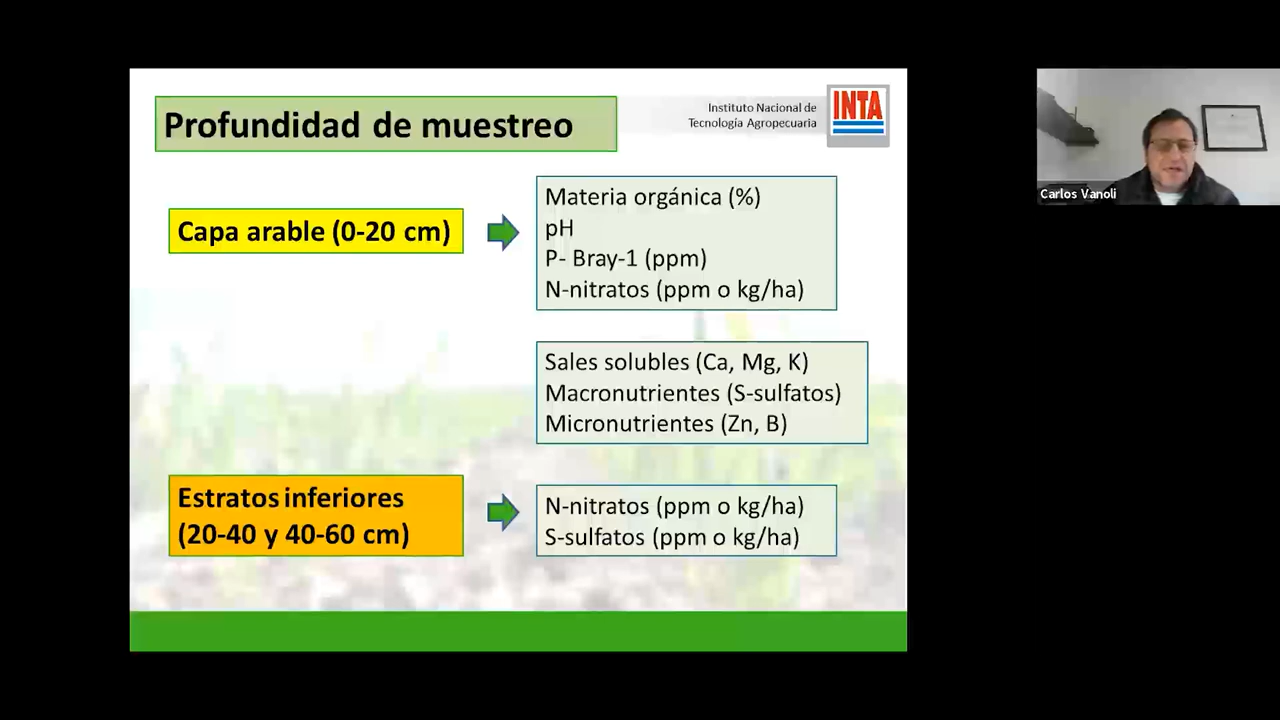 Profundidad de muestreo
Instituto Nacional de
Tecnología Agropecuaria
INTA
Capa arable (0-20 cm)
Materia orgánica (%)
pH
P- Bray-1 (ppm)
N-nitratos (ppm o kg/ha)
Sales solubles (Ca, Mg, K)
Macronutrientes (S-sulfatos)
Micronutrientes (Zn, B)
Estratos inferiores
(20-40 y 40-60 cm)
N-nitratos (ppm o kg/ha)
S-sulfatos (ppm o kg/ha)
Carlos Vanoli